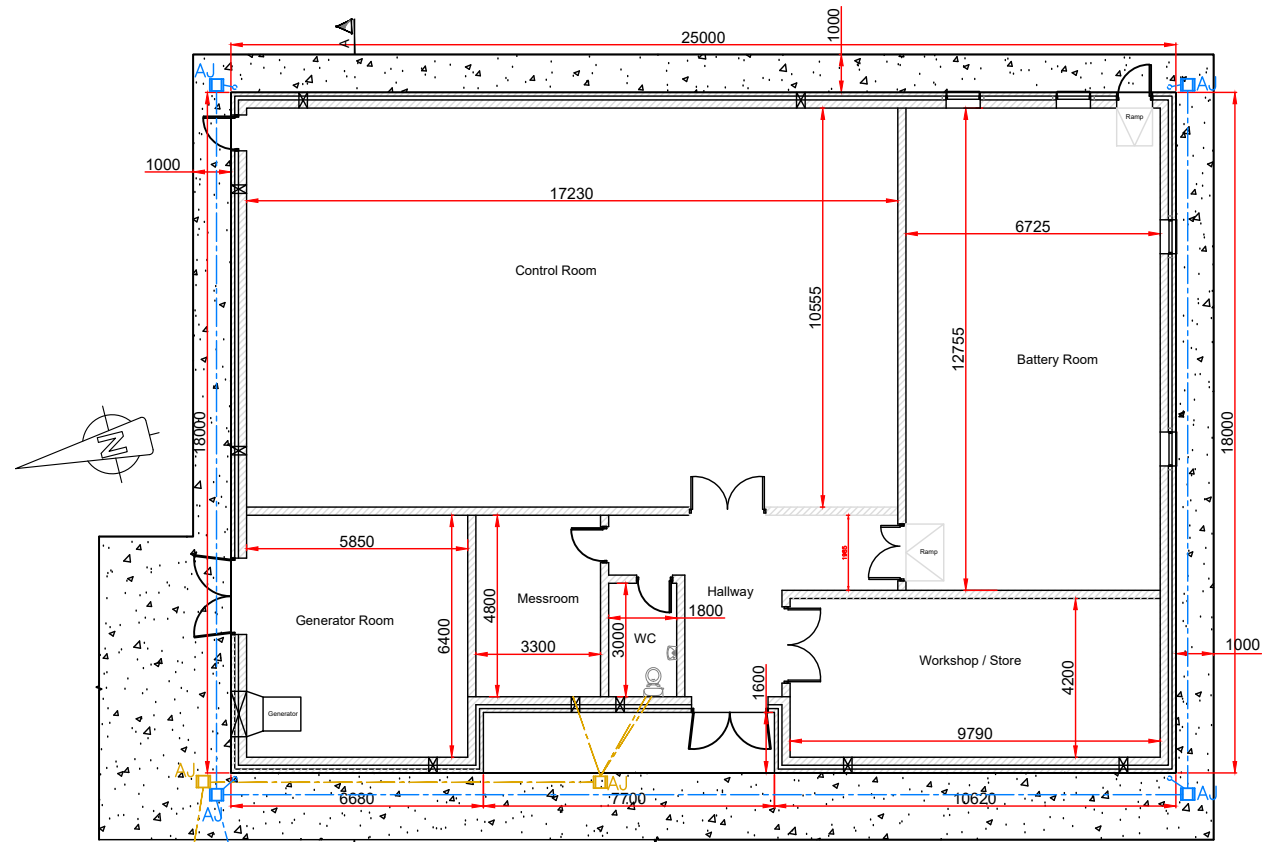 A
25000
1000
AJ
AJ
Ramp
1000
17230
6725
Control Room
10555
12755
Battery Room
18000
18000
N
5850
1985
Ramp
Messroom
4800
Hallway
Generator Room
6400
3000
1800
WC
3300
Workshop / Store
4200
1000
1600
Generator
9790
AJ
AJ
AJ
AJ
6680
7700
10620